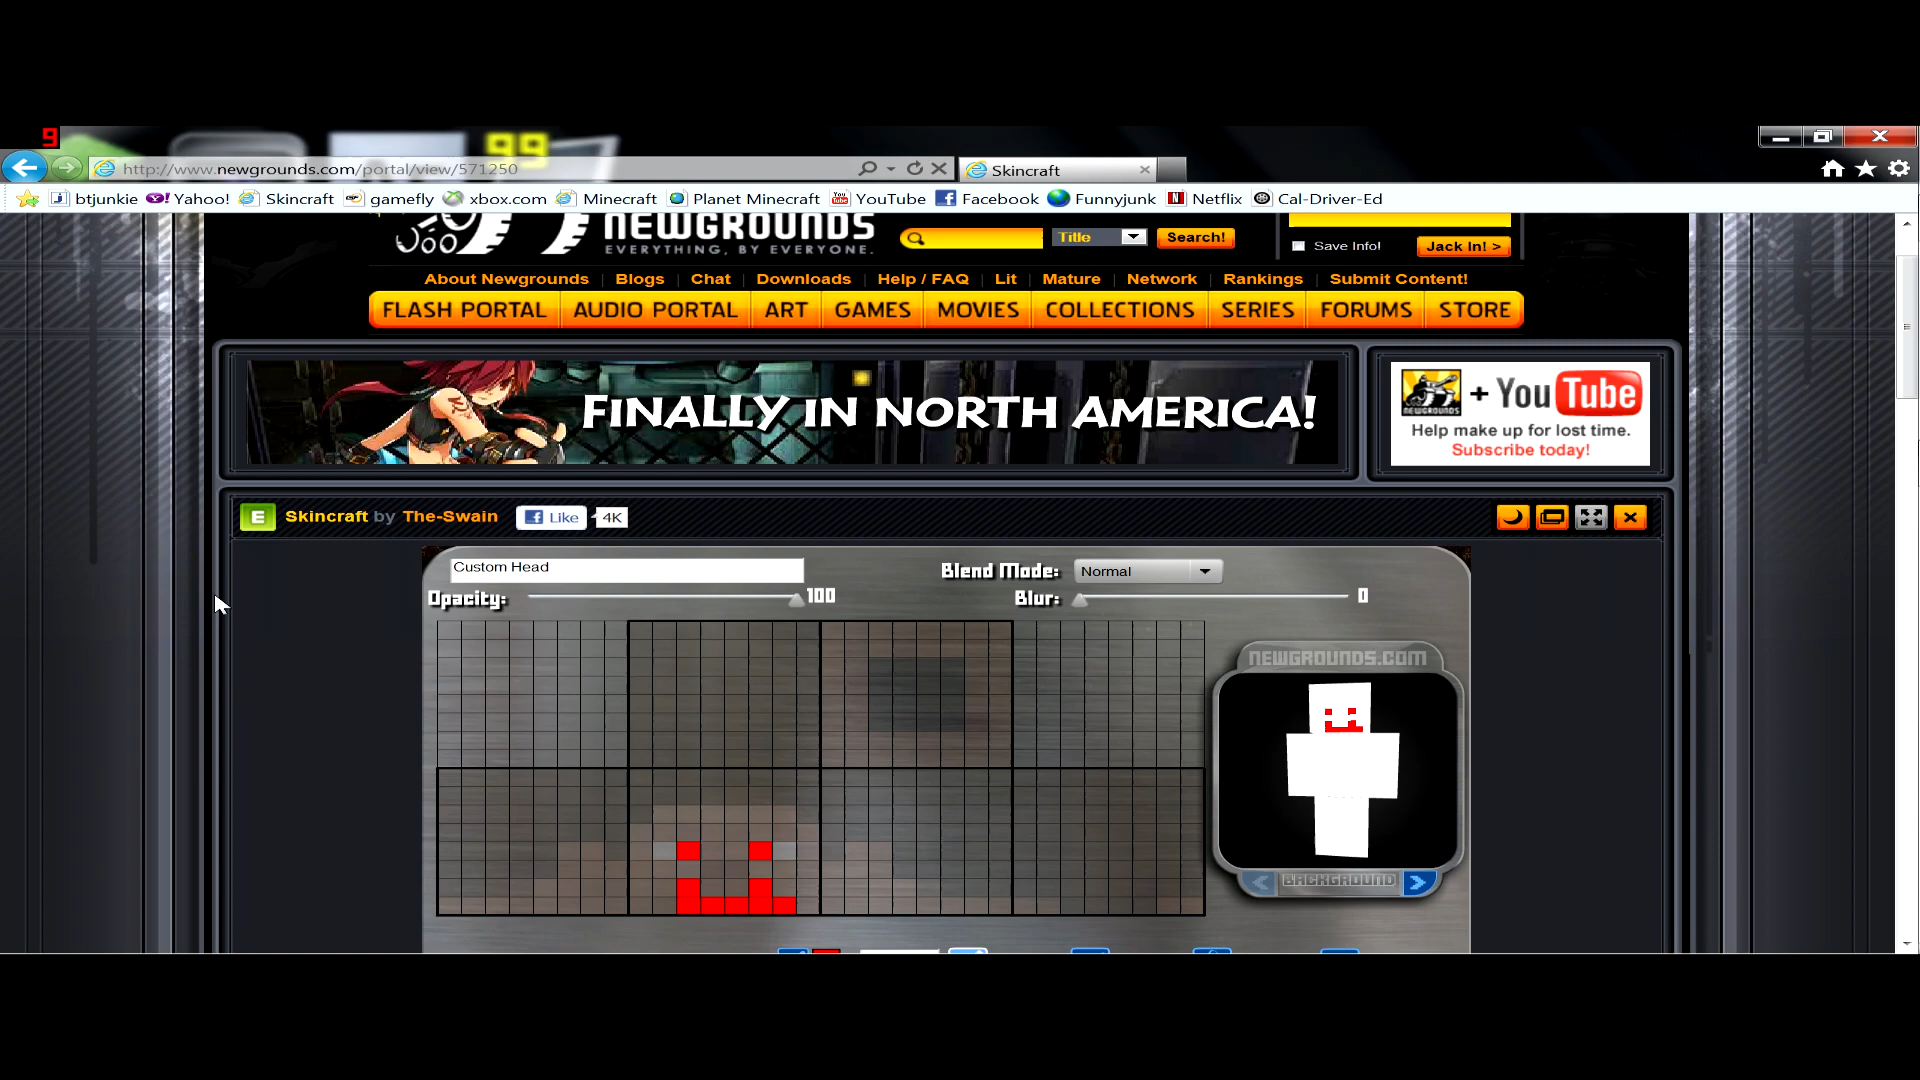 9
99
http://www.newgrounds.com/portal/view/571250
Skincraft
btjunkie Yahoo! Skincraft gamefly xbox.com Minecraft Planet Minecraft YouTube Facebook Funnyjunk Netflix Cal-Driver-Ed
NEWGROUNDS
EVERYTHING, BY EVERYONE.
Title Search!
Save Info! Jack In! >
About Newgrounds | Blogs | Chat | Downloads | Help / FAQ | Lit | Mature | Network | Rankings | Submit Content!
FLASH PORTAL AUDIO PORTAL ART GAMES MOVIES COLLECTIONS SERIES FORUMS STORE
FINALLY IN NORTH AMERICA!
NEWGROUNDS + YouTube
Help make up for lost time.
Subscribe today!
E Skincraft by The-Swain Like 4K
Custom Head Blend Mode: Normal
Opacity: 100 Blur: 0
NEWGROUNDS.COM
BACKGROUND